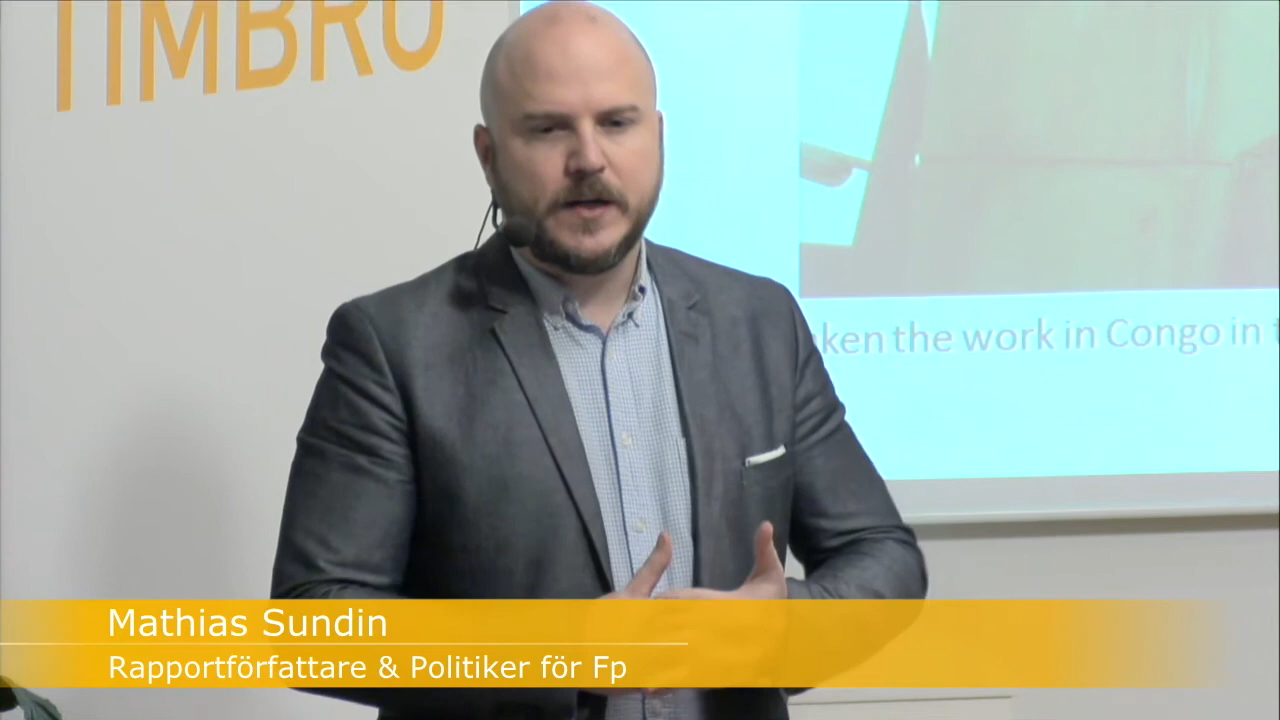 TIMBRO
ken the work in Congo in
Mathias Sundin
Rapportförfattare & Politiker för Fp